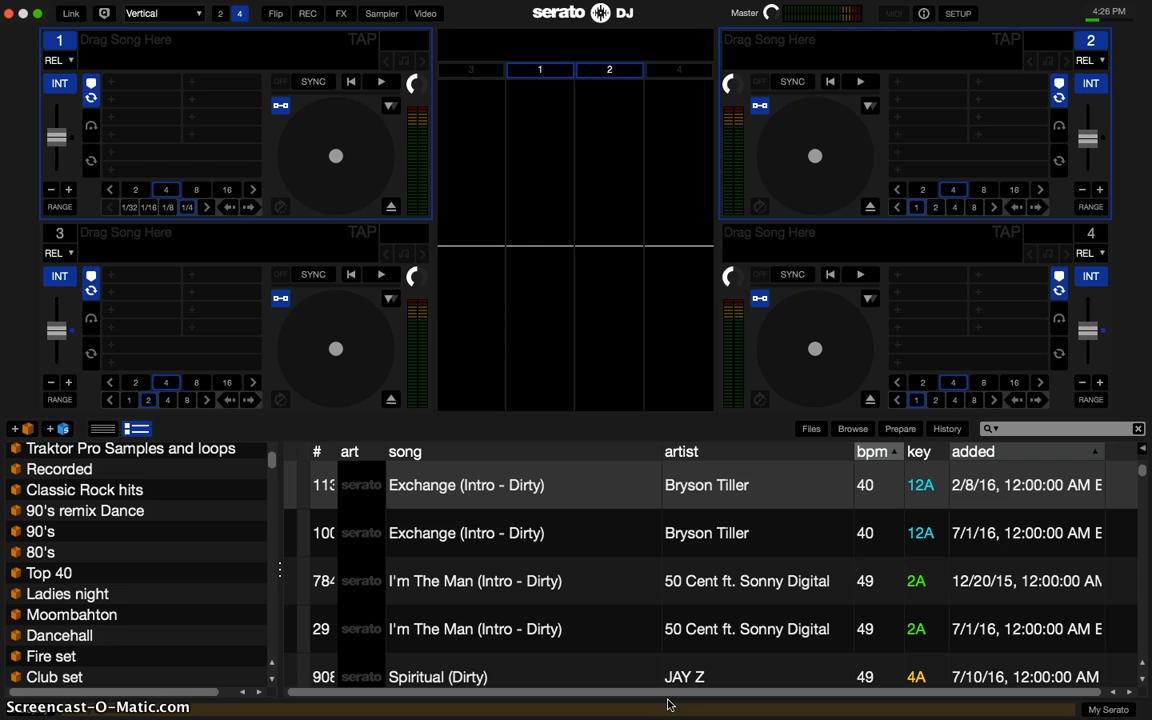 Link Vertical 2 4 Flip REC FX Sampler Video serato DJ Master MIDI SETUP 4:26 PM
1 Drag Song Here TAP
REL
INT OFF SYNC
2 4 8 16
RANGE 1/32 1/16 1/8 1/4
3 1 2 4
Drag Song Here TAP 2
REL
OFF SYNC INT
2 4 8 16
1 2 4 8 RANGE
3 Drag Song Here TAP
REL
INT OFF SYNC
2 4 8 16
RANGE 1 2 4 8
Drag Song Here TAP 4
REL
OFF SYNC INT
2 4 8 16
1 2 4 8 RANGE
Files Browse Prepare History
Traktor Pro Samples and loops
Recorded
Classic Rock hits
90's remix Dance
90's
80's
Top 40
Ladies night
Moombahton
Dancehall
Fire set
Club set
# art song artist bpm key added
serato Exchange (Intro - Dirty) Bryson Tiller 40 12A 2/8/16, 12:00:00 AM E
serato Exchange (Intro - Dirty) Bryson Tiller 40 12A 7/1/16, 12:00:00 AM E
784 serato I'm The Man (Intro - Dirty) 50 Cent ft. Sonny Digital 49 2A 12/20/15, 12:00:00 AM
29 serato I'm The Man (Intro - Dirty) 50 Cent ft. Sonny Digital 49 2A 7/1/16, 12:00:00 AM E
908 serato Spiritual (Dirty) JAY Z 49 4A 7/10/16, 12:00:00 AM
Screencast-O-Matic.com
My Serato